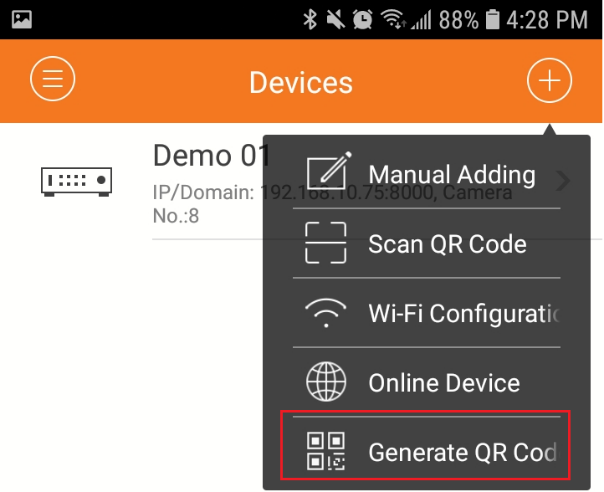 88% 4:28 PM
Devices
Demo 01
Manual Adding
IP/Domain: 192.168.10.75:8000, Camera
No.:8
Scan QR Code
Wi-Fi Configuratic
Online Device
Generate QR Cod